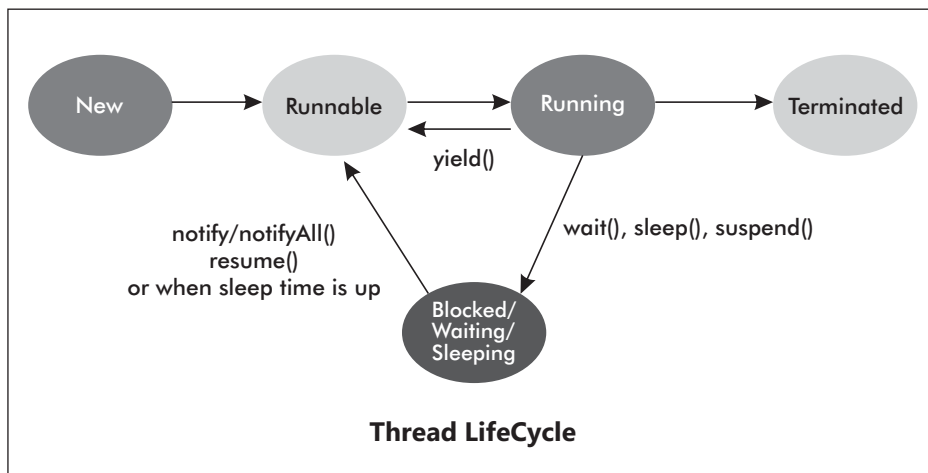 New
Runnable
Running
Terminated
yield()
notify/notifyAll()
resume()
or when sleep time is up
wait(), sleep(), suspend()
Blocked/
Waiting/
Sleeping
Thread LifeCycle